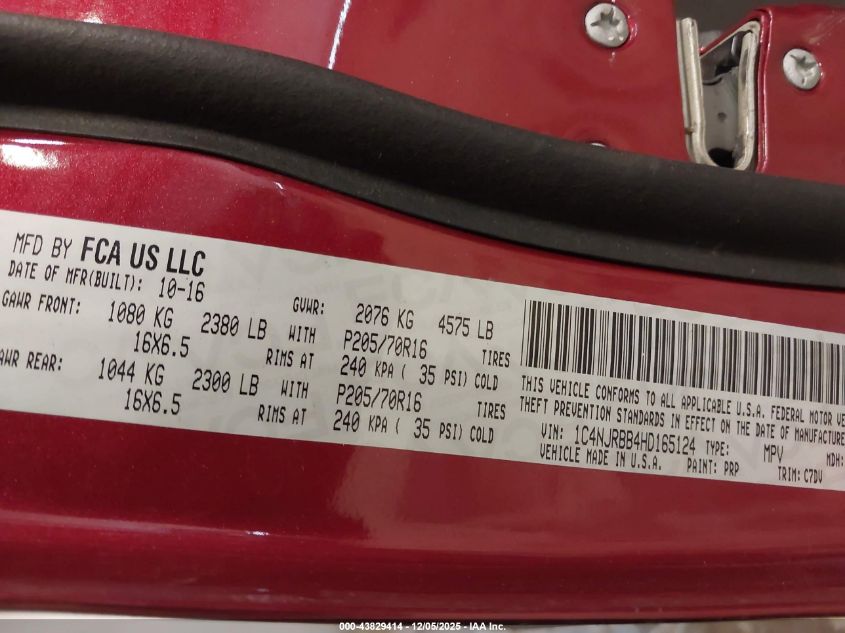 MFD BY FCA US LLC
DATE OF MFR(BUILT): 10-16
GVWR: 2076 KG 4575 LB
GAWR FRONT: 1080 KG 2380 LB WITH P205/70R16 TIRES
16X6.5 RIMS AT 240 KPA ( 35 PSI) COLD
AWR REAR: 1044 KG 2300 LB WITH P205/70R16 TIRES
16X6.5 RIMS AT 240 KPA ( 35 PSI) COLD
THIS VEHICLE CONFORMS TO ALL APPLICABLE U.S.A. FEDERAL MOTOR VE
THEFT PREVENTION STANDARDS IN EFFECT ON THE DATE OF MANUFACTURE
VIN: 1C4NJRBB4HD165124 TYPE: MPV MDH:
VEHICLE MADE IN U.S.A. PAINT: PRP TRIM: C7DV
000-43829414 - 12/05/2025 - IAA Inc.